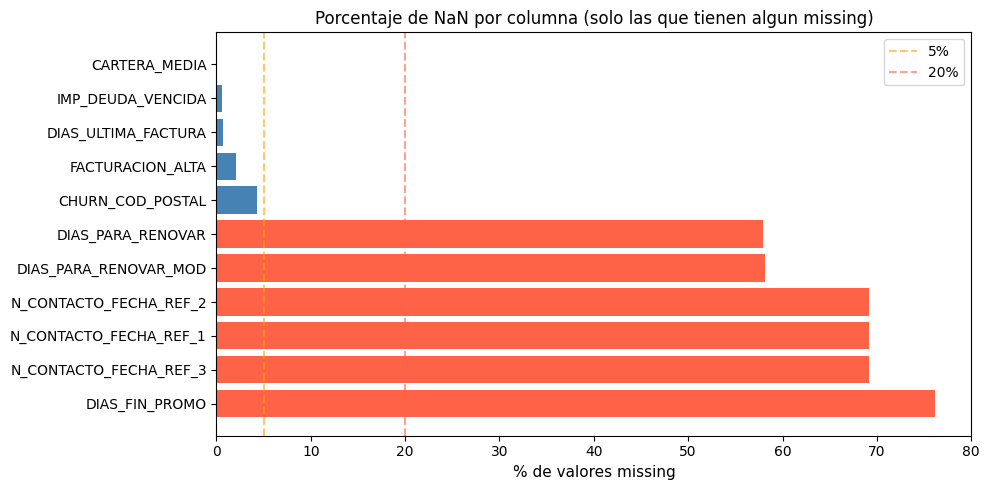 Porcentaje de NaN por columna (solo las que tienen algun missing)
5%
20%
CARTERA_MEDIA
IMP_DEUDA_VENCIDA
DIAS_ULTIMA_FACTURA
FACTURACION_ALTA
CHURN_COD_POSTAL
DIAS_PARA_RENOVAR
DIAS_PARA_RENOVAR_MOD
N_CONTACTO_FECHA_REF_2
N_CONTACTO_FECHA_REF_1
N_CONTACTO_FECHA_REF_3
DIAS_FIN_PROMO
0 10 20 30 40 50 60 70 80
% de valores missing